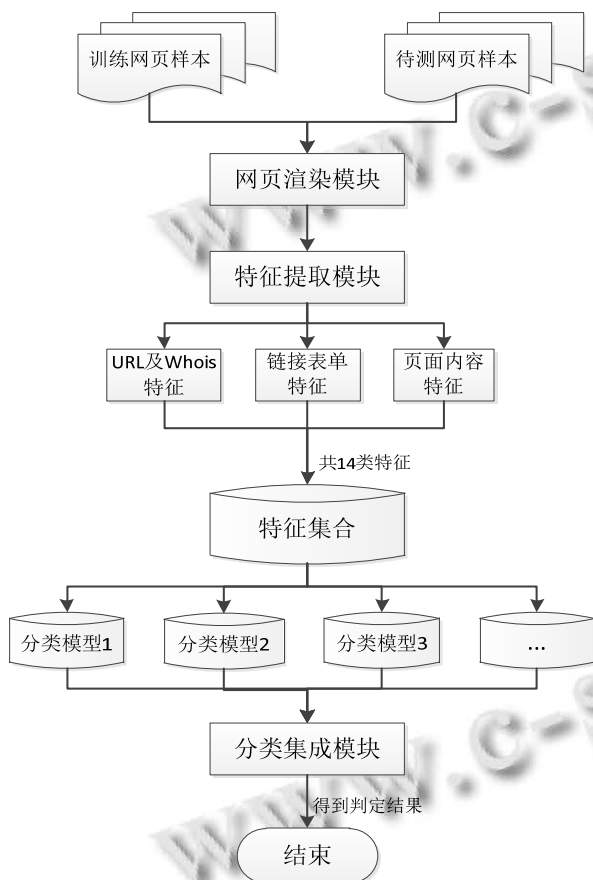 训练网页样本
待测网页样本
网页渲染模块
特征提取模块
URL及Whois
特征
链接表单
特征
页面内容
特征
共14类特征
特征集合
分类模型1
分类模型2
分类模型3
...
分类集成模块
得到判定结果
结束
www.c-s
www.c-s